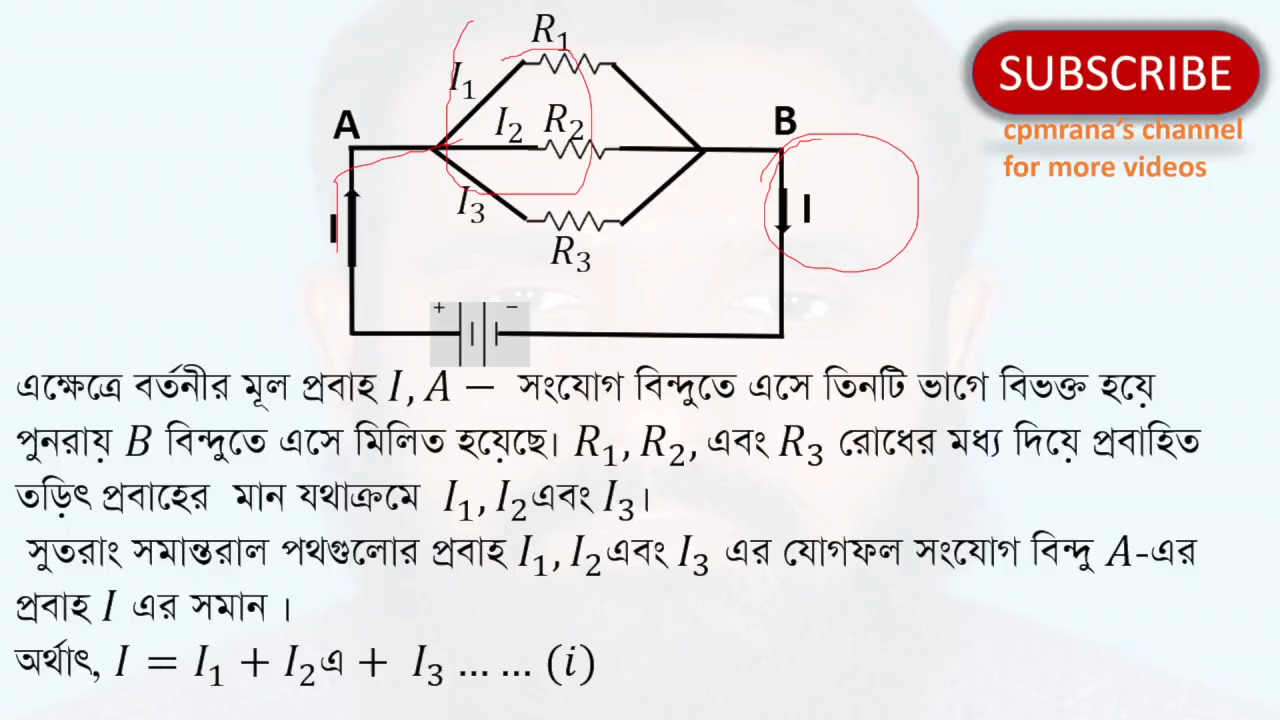 R₁
I₁
A
I₂ R₂
B
I₃
I
I
R₃
+ −
SUBSCRIBE
cpmrana's channel
for more videos
এক্ষেত্রে বর্তনীর মূল প্রবাহ I, A − সংযোগ বিন্দুতে এসে তিনটি ভাগে বিভক্ত হয়ে
পুনরায় B বিন্দুতে এসে মিলিত হয়েছে। R₁, R₂, এবং R₃ রোধের মধ্য দিয়ে প্রবাহিত
তড়িৎ প্রবাহের মান যথাক্রমে I₁, I₂এবং I₃।
সুতরাং সমান্তরাল পথগুলোর প্রবাহ I₁, I₂এবং I₃ এর যোগফল সংযোগ বিন্দু A-এর
প্রবাহ I এর সমান ।
অর্থাৎ, I = I₁ + I₂এ + I₃ … … (i)